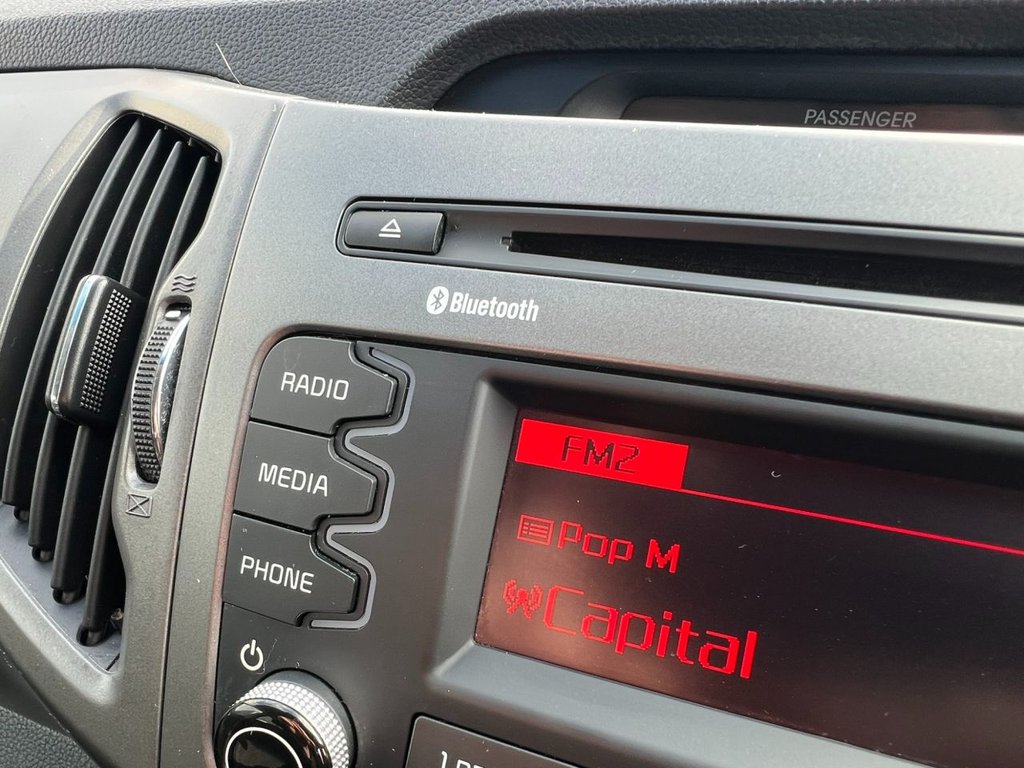 PASSENGER
Bluetooth
RADIO
MEDIA
PHONE
FM2
Pop M
Capital